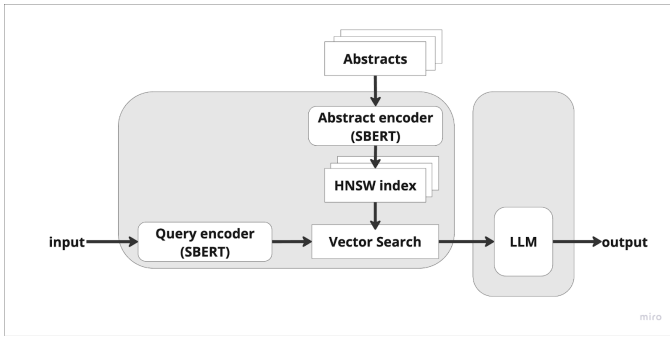 Abstracts
Abstract encoder
(SBERT)
HNSW index
input
Query encoder
(SBERT)
Vector Search
LLM
output
miro